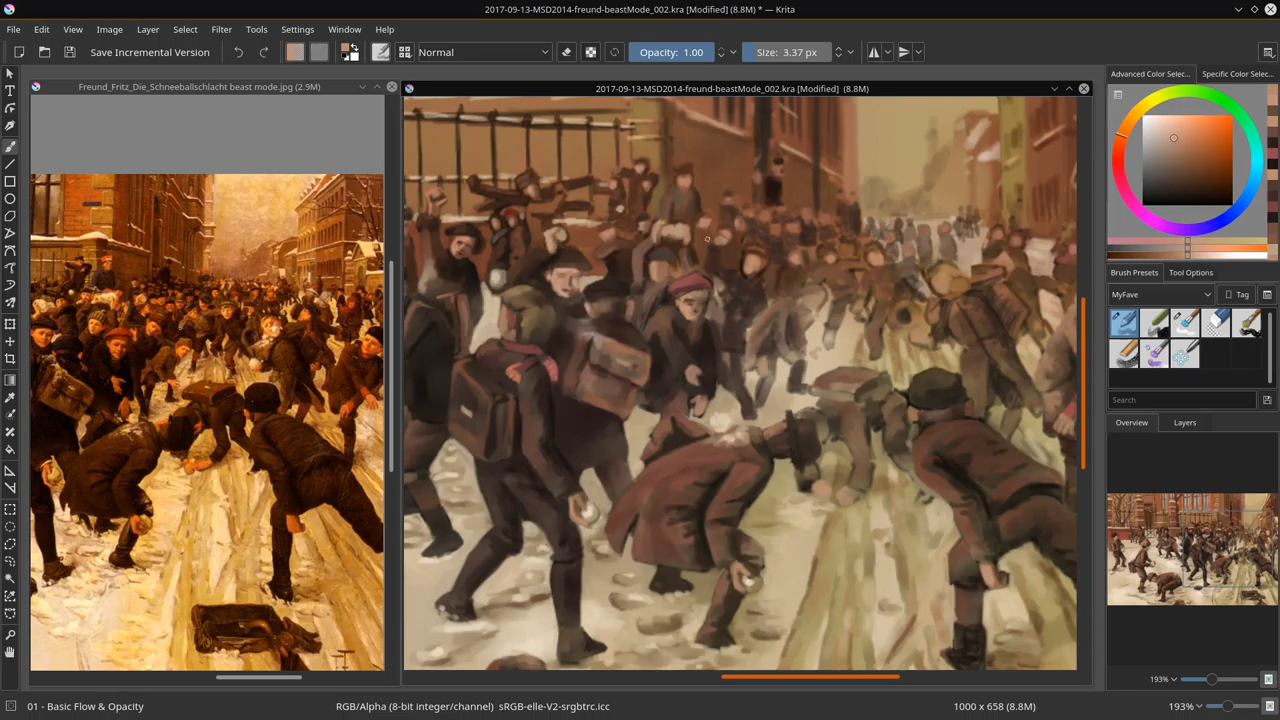 2017-09-13-MSD2014-freund-beastMode_002.kra [Modified] (8.8M) * — Krita
File Edit View Image Layer Select Filter Tools Settings Window Help
Save Incremental Version Normal Opacity: 1.00 Size: 3.37 px
Freund_Fritz_Die_Schneeballschlacht beast mode.jpg (2.9M)
2017-09-13-MSD2014-freund-beastMode_002.kra [Modified] (8.8M)
Advanced Color Selec... Specific Color Selec...
Brush Presets Tool Options
MyFave Tag
Search
Overview Layers
193%
01 - Basic Flow & Opacity RGB/Alpha (8-bit integer/channel) sRGB-elle-V2-srgbtrc.icc 1000 x 658 (8.8M) 193%